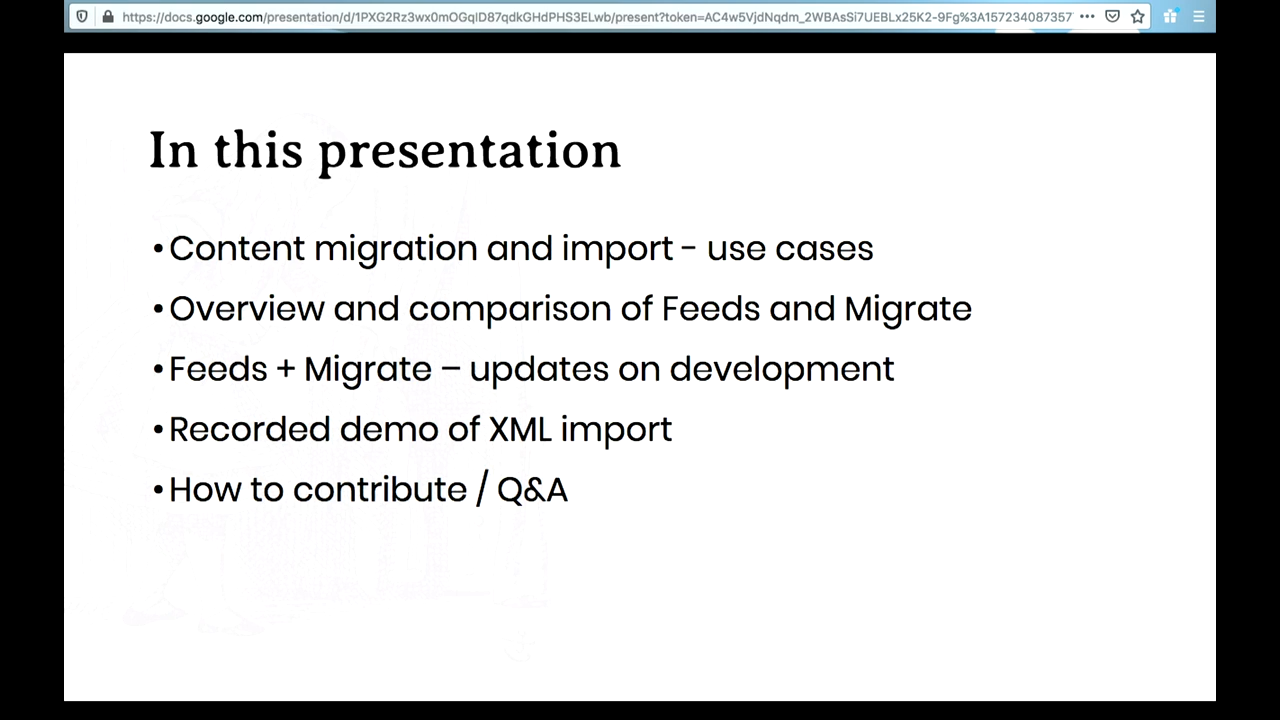 https://docs.google.com/presentation/d/1PXG2Rz3wx0mOGqlD87qdkGHdPHS3ELwb/present?token=AC4w5VjdNqdm_2WBAsSi7UEBLx25K2-9Fg%3A157234087357
In this presentation
•Content migration and import - use cases
•Overview and comparison of Feeds and Migrate
•Feeds + Migrate – updates on development
•Recorded demo of XML import
•How to contribute / Q&A